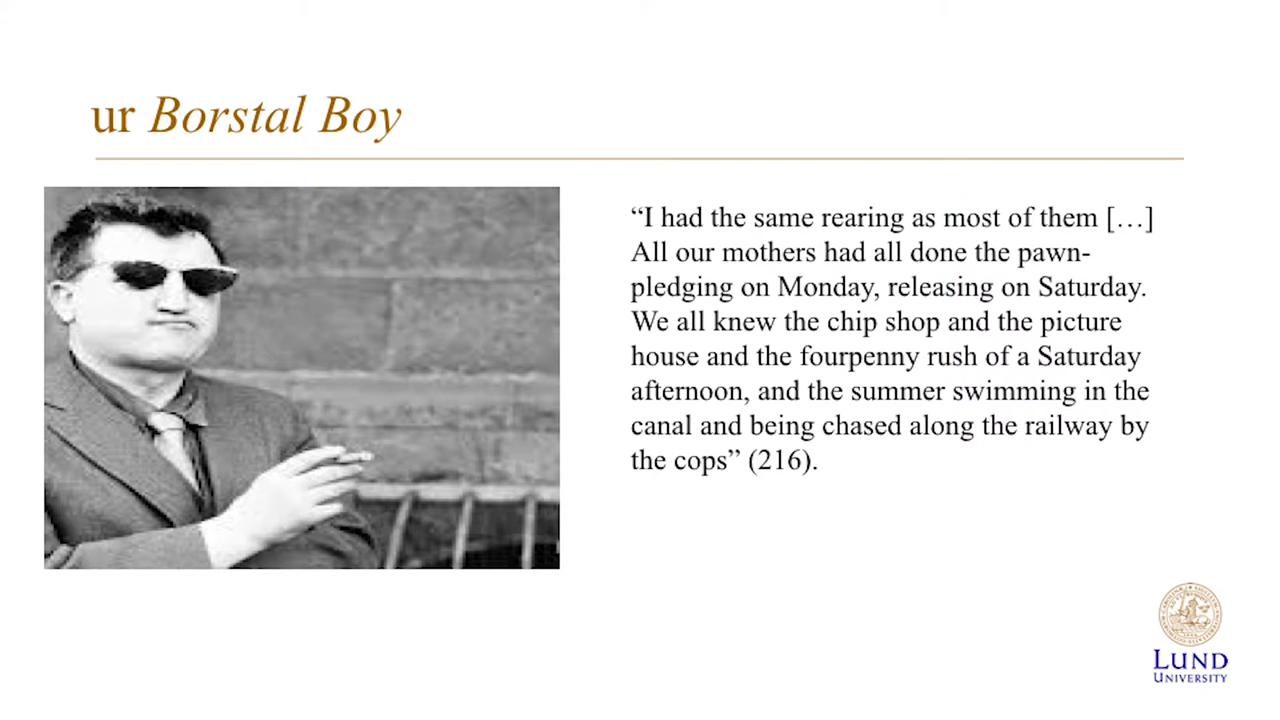 ur Borstal Boy
“I had the same rearing as most of them […]
All our mothers had all done the pawn-
pledging on Monday, releasing on Saturday.
We all knew the chip shop and the picture
house and the fourpenny rush of a Saturday
afternoon, and the summer swimming in the
canal and being chased along the railway by
the cops” (216).
LUND
UNIVERSITY